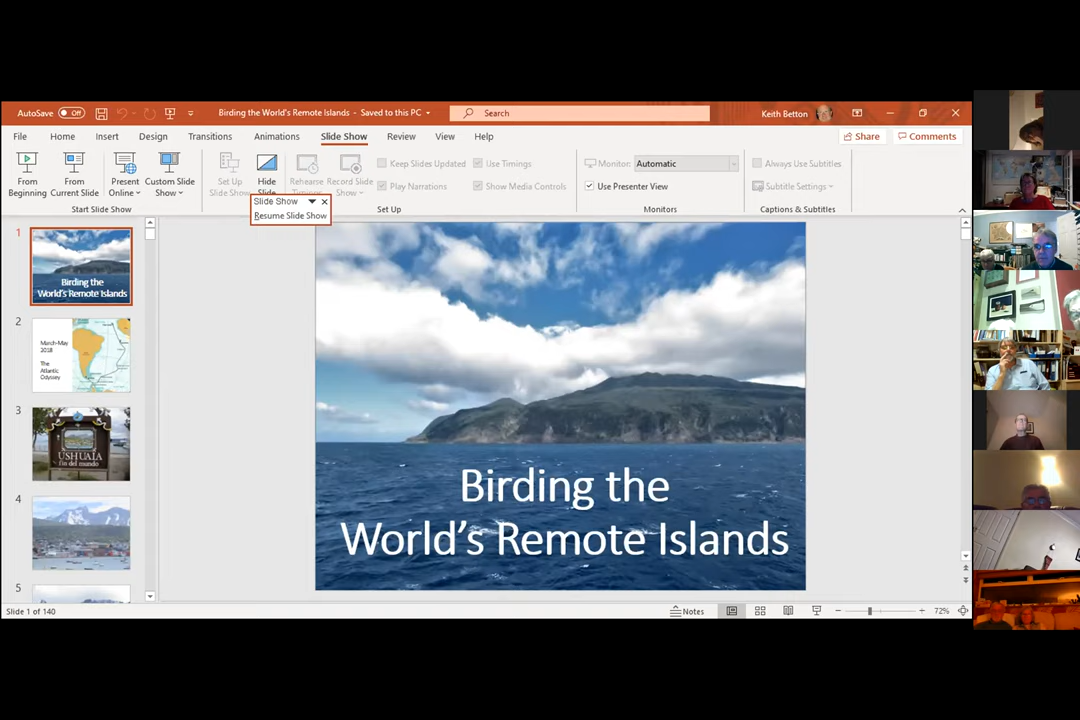 AutoSave Off
Birding the World's Remote Islands - Saved to this PC
Search
Keith Betton
File Home Insert Design Transitions Animations Slide Show Review View Help
Share Comments
From Beginning
From Current Slide
Present Online
Custom Slide Show
Start Slide Show
Set Up Slide Show
Hide Slide
Rehearse Timings
Record Slide Show
Keep Slides Updated
Play Narrations
Use Timings
Show Media Controls
Set Up
Monitor: Automatic
Use Presenter View
Monitors
Always Use Subtitles
Subtitle Settings
Captions & Subtitles
Slide Show
Resume Slide Show
1
Birding the
World's Remote Islands
2
March-May
2018
The
Atlantic
Odyssey
3
USHUAIA
fin del mundo
4
5
Birding the
World's Remote Islands
Slide 1 of 140
Notes
72%